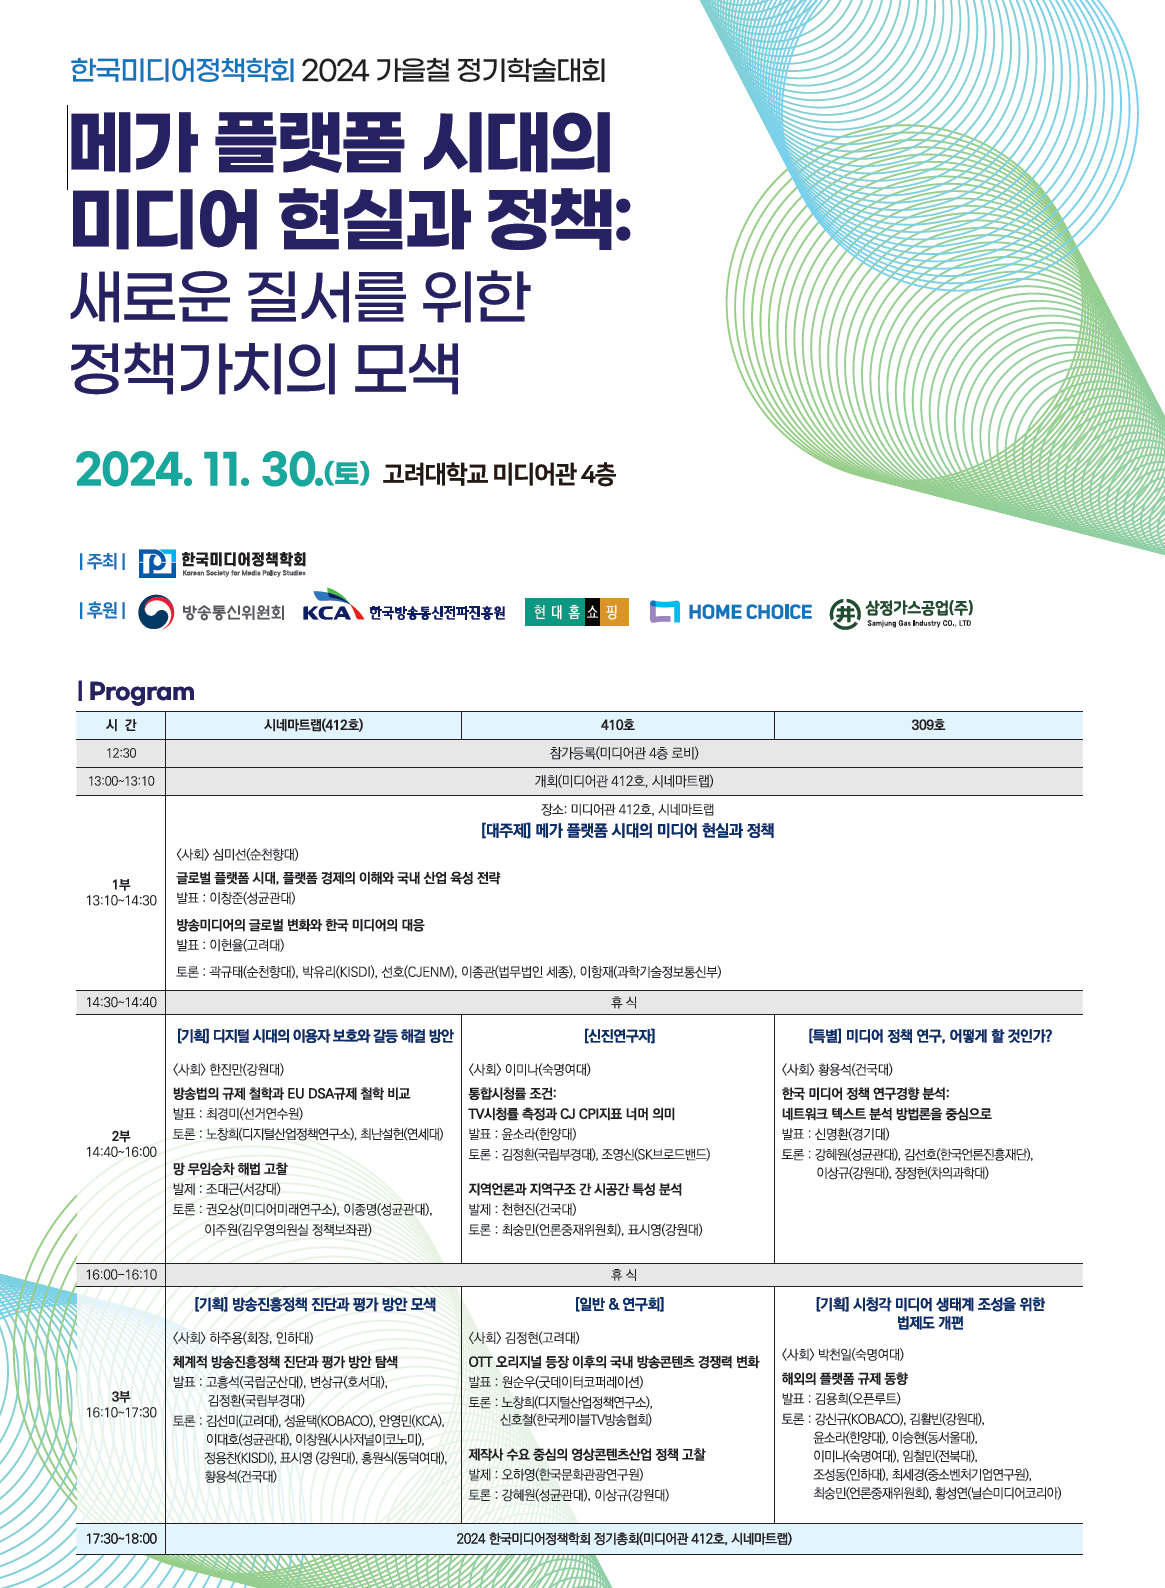 한국미디어정책학회 2024 가을철 정기학술대회
메가 플랫폼 시대의
미디어 현실과 정책:
새로운 질서를 위한
정책가치의 모색
2024. 11. 30.(토) 고려대학교 미디어관 4층
| 주최 | 한국미디어정책학회
Korean Society for Media Policy Studies
| 후원 | 방송통신위원회 KCA 한국방송통신전파진흥원 현대홈쇼핑 HOME CHOICE 삼정가스공업(주)
Samjung Gas Industry CO., LTD
| Program
시 간 시네마트랩(412호) 410호 309호
12:30 참가등록(미디어관 4층 로비)
13:00~13:10 개회(미디어관 412호, 시네마트랩)
1부
13:10~14:30
장소: 미디어관 412호, 시네마트랩
[대주제] 메가 플랫폼 시대의 미디어 현실과 정책
<사회> 심미선(순천향대)
글로벌 플랫폼 시대, 플랫폼 경제의 이해와 국내 산업 육성 전략
발표 : 이창준(성균관대)
방송미디어의 글로벌 변화와 한국 미디어의 대응
발표 : 이헌율(고려대)
토론 : 곽규태(순천향대), 박유리(KISDI), 선호(CJENM), 이종관(법무법인 세종), 이항재(과학기술정보통신부)
14:30~14:40 휴 식
2부
14:40~16:00
[기획] 디지털 시대의 이용자 보호와 갈등 해결 방안
<사회> 한진만(강원대)
방송법의 규제 철학과 EU DSA규제 철학 비교
발표 : 최경미(선거연수원)
토론 : 노창희(디지털산업정책연구소), 최난설헌(연세대)
망 무임승차 해법 고찰
발제 : 조대근(서강대)
토론 : 권오상(미디어미래연구소), 이종명(성균관대),
이주원(김우영의원실 정책보좌관)
[신진연구자]
<사회> 이미나(숙명여대)
통합시청률 조건:
TV시청률 측정과 CJ CPI지표 너머 의미
발표 : 윤소라(한양대)
토론 : 김정환(국립부경대), 조영신(SK브로드밴드)
지역언론과 지역구조 간 시공간 특성 분석
발제 : 천현진(건국대)
토론 : 최숭민(언론중재위원회), 표시영(강원대)
[특별] 미디어 정책 연구, 어떻게 할 것인가?
<사회> 황용석(건국대)
한국 미디어 정책 연구경향 분석:
네트워크 텍스트 분석 방법론을 중심으로
발표 : 신명환(경기대)
토론 : 강혜원(성균관대), 김선호(한국언론진흥재단),
이상규(강원대), 장정헌(차의과학대)
16:00-16:10 휴 식
3부
16:10~17:30
[기획] 방송진흥정책 진단과 평가 방안 모색
<사회> 하주용(회장, 인하대)
체계적 방송진흥정책 진단과 평가 방안 탐색
발표 : 고흥석(국립군산대), 변상규(호서대),
김정환(국립부경대)
토론 : 김선미(고려대), 성윤택(KOBACO), 안영민(KCA),
이대호(성균관대), 이창원(시사저널이코노미),
정용찬(KISDI), 표시영 (강원대), 홍원식(동덕여대),
황용석(건국대)
[일반 & 연구회]
<사회> 김정현(고려대)
OTT 오리지널 등장 이후의 국내 방송콘텐츠 경쟁력 변화
발표 : 원순우(굿데이터코퍼레이션)
토론 : 노창희(디지털산업정책연구소),
신호철(한국케이블TV방송협회)
제작사 수요 중심의 영상콘텐츠산업 정책 고찰
발제 : 오하영(한국문화관광연구원)
토론 : 강혜원(성균관대), 이상규(강원대)
[기획] 시청각 미디어 생태계 조성을 위한
법제도 개편
<사회> 박천일(숙명여대)
해외의 플랫폼 규제 동향
발표 : 김용희(오픈루트)
토론 : 강신규(KOBACO), 김활빈(강원대),
윤소라(한양대), 이승현(동서울대),
이미나(숙명여대), 임철민(전북대),
조성동(인하대), 최세경(중소벤처기업연구원),
최숭민(언론중재위원회), 황성연(닐슨미디어코리아)
17:30~18:00 2024 한국미디어정책학회 정기총회(미디어관 412호, 시네마트랩)